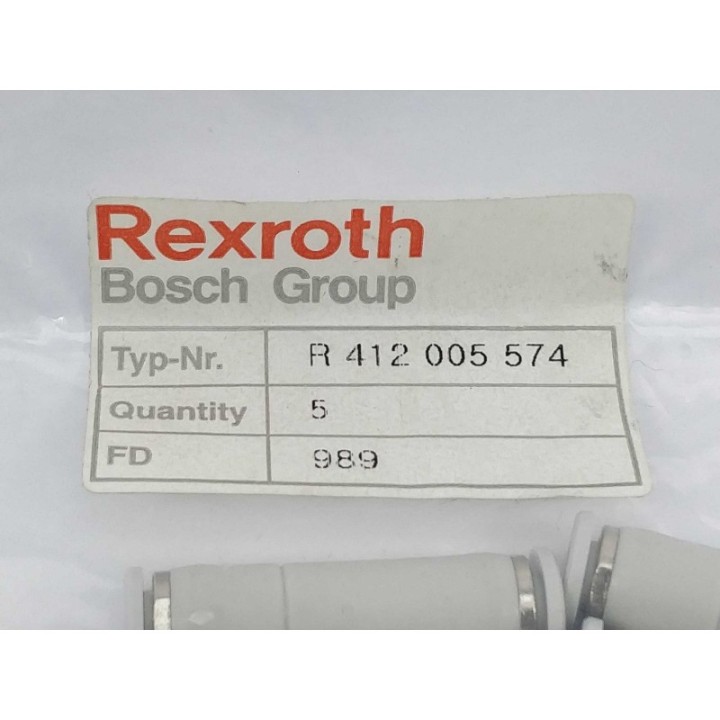 Rexroth
Bosch Group
Typ-Nr. R 412 005 574
Quantity 5
FD 989